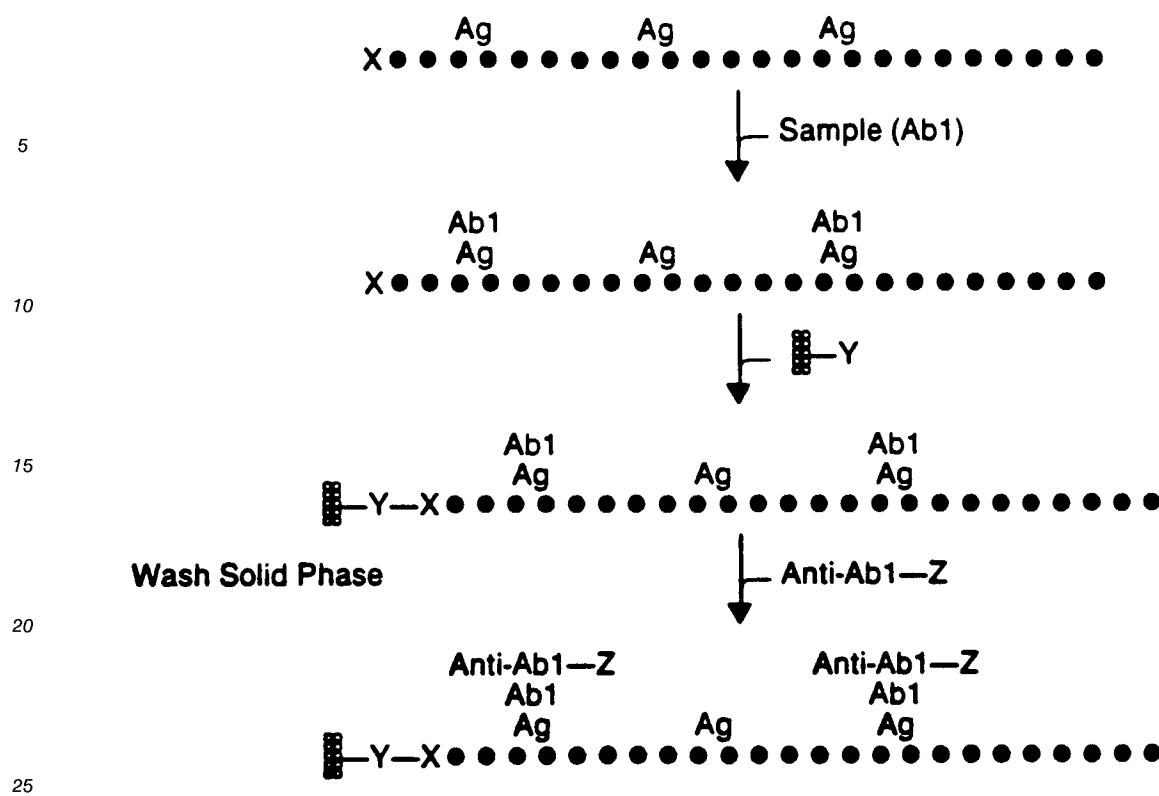 Ag Ag Ag
X
5
Sample (Ab1)
Ab1 Ab1
Ag Ag Ag
X
10
Y
15
Ab1 Ab1
Ag Ag Ag
Y—X
Wash Solid Phase
Anti-Ab1—Z
20
Anti-Ab1—Z Anti-Ab1—Z
Ab1 Ab1
Ag Ag Ag
Y—X
25